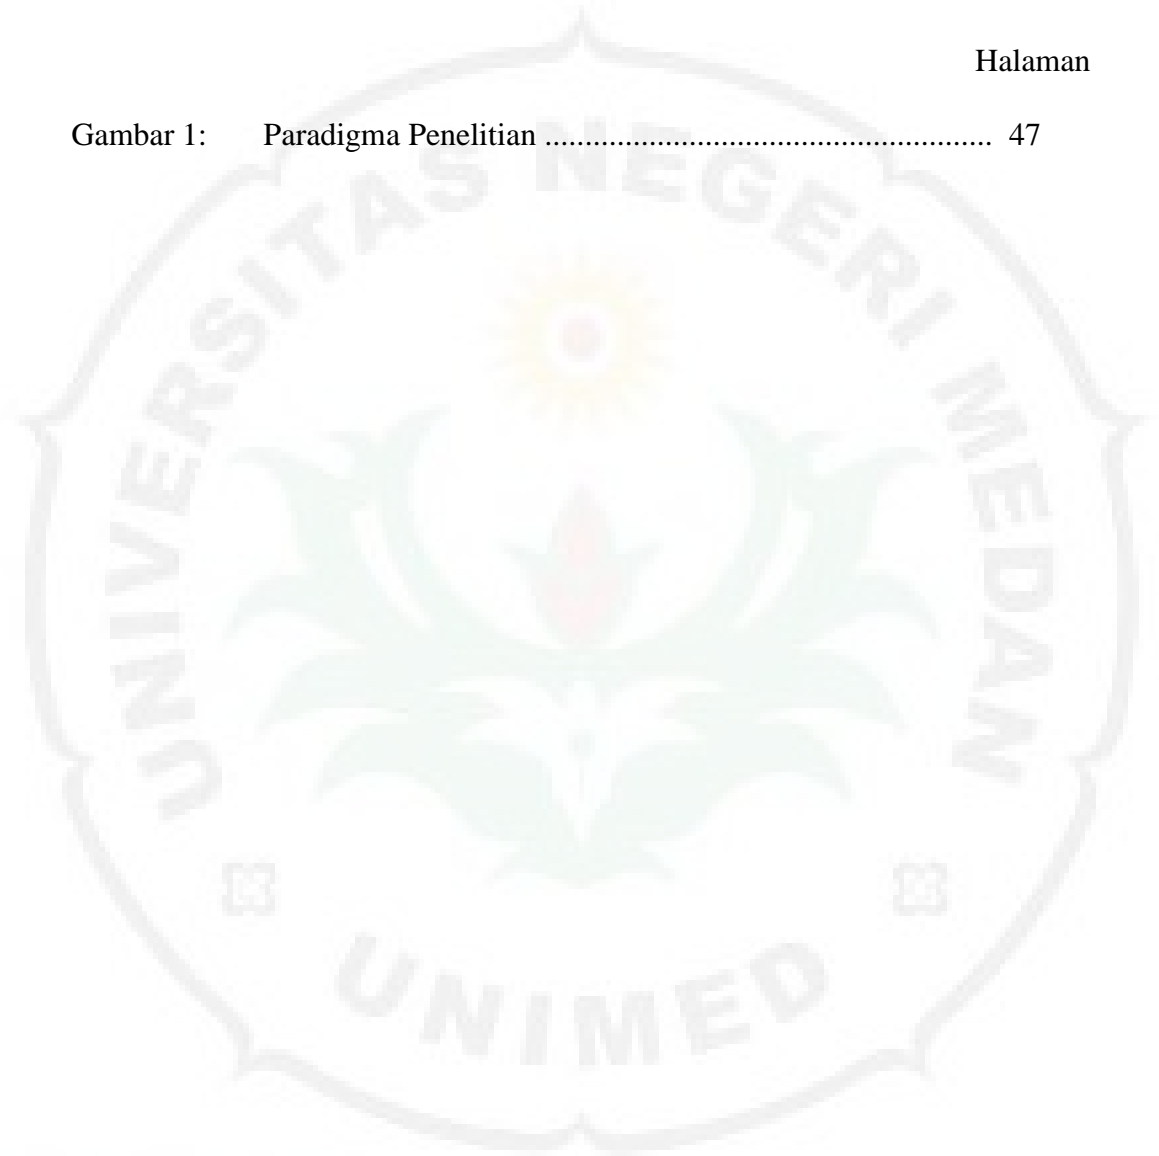 Halaman
Gambar 1: Paradigma Penelitian ........................................................ 47
UNIVERSITAS NEGERI MEDAN
UNIMED